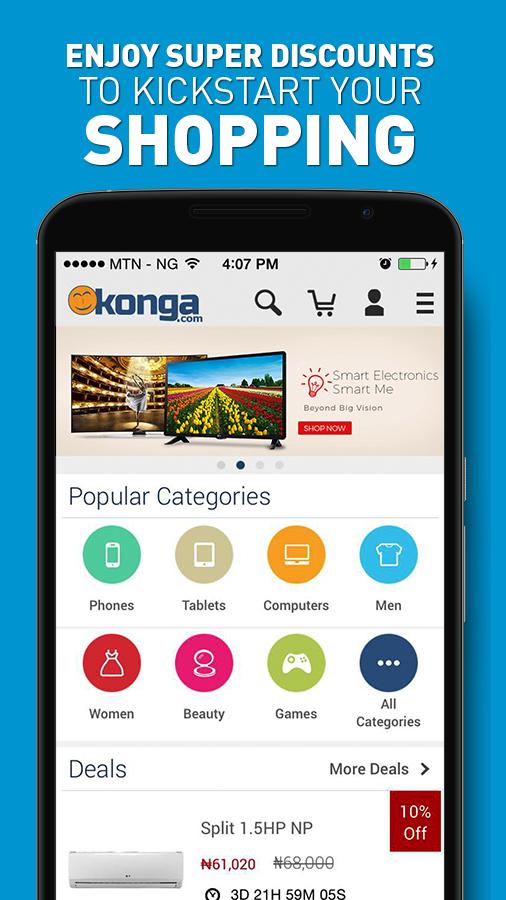 ENJOY SUPER DISCOUNTS
TO KICKSTART YOUR
SHOPPING
MTN - NG 4:07 PM
konga
.com
Smart Electronics
Smart Me
Beyond Big Vision
SHOP NOW
Popular Categories
Phones Tablets Computers Men
Women Beauty Games All Categories
Deals More Deals
10%
Off
Split 1.5HP NP
₦61,020 ₦68,000
3D 21H 59M 05S